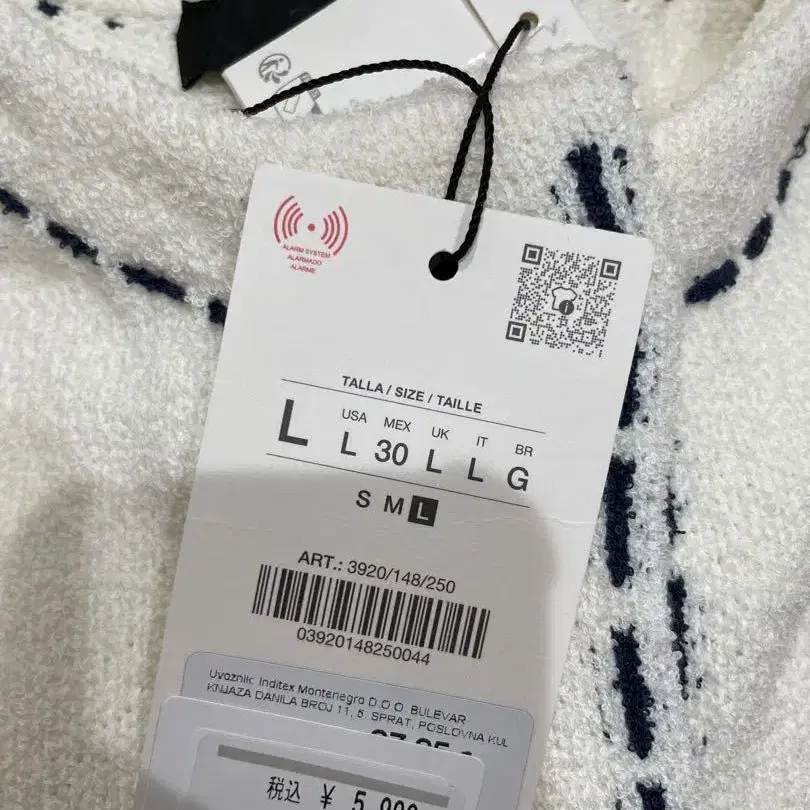 ALARM SYSTEM
ALARMADO
ALARME
TALLA / SIZE / TAILLE
L
USA MEX UK IT BR
L 30 L L G
S M L
ART.: 3920/148/250
03920148250044
Uvoznik: Inditex Montenegro D.O.O. BULEVAR
KNJAZA DANILA BROJ 11, 5. SPRAT, POSLOVNA KUL
税込 ¥